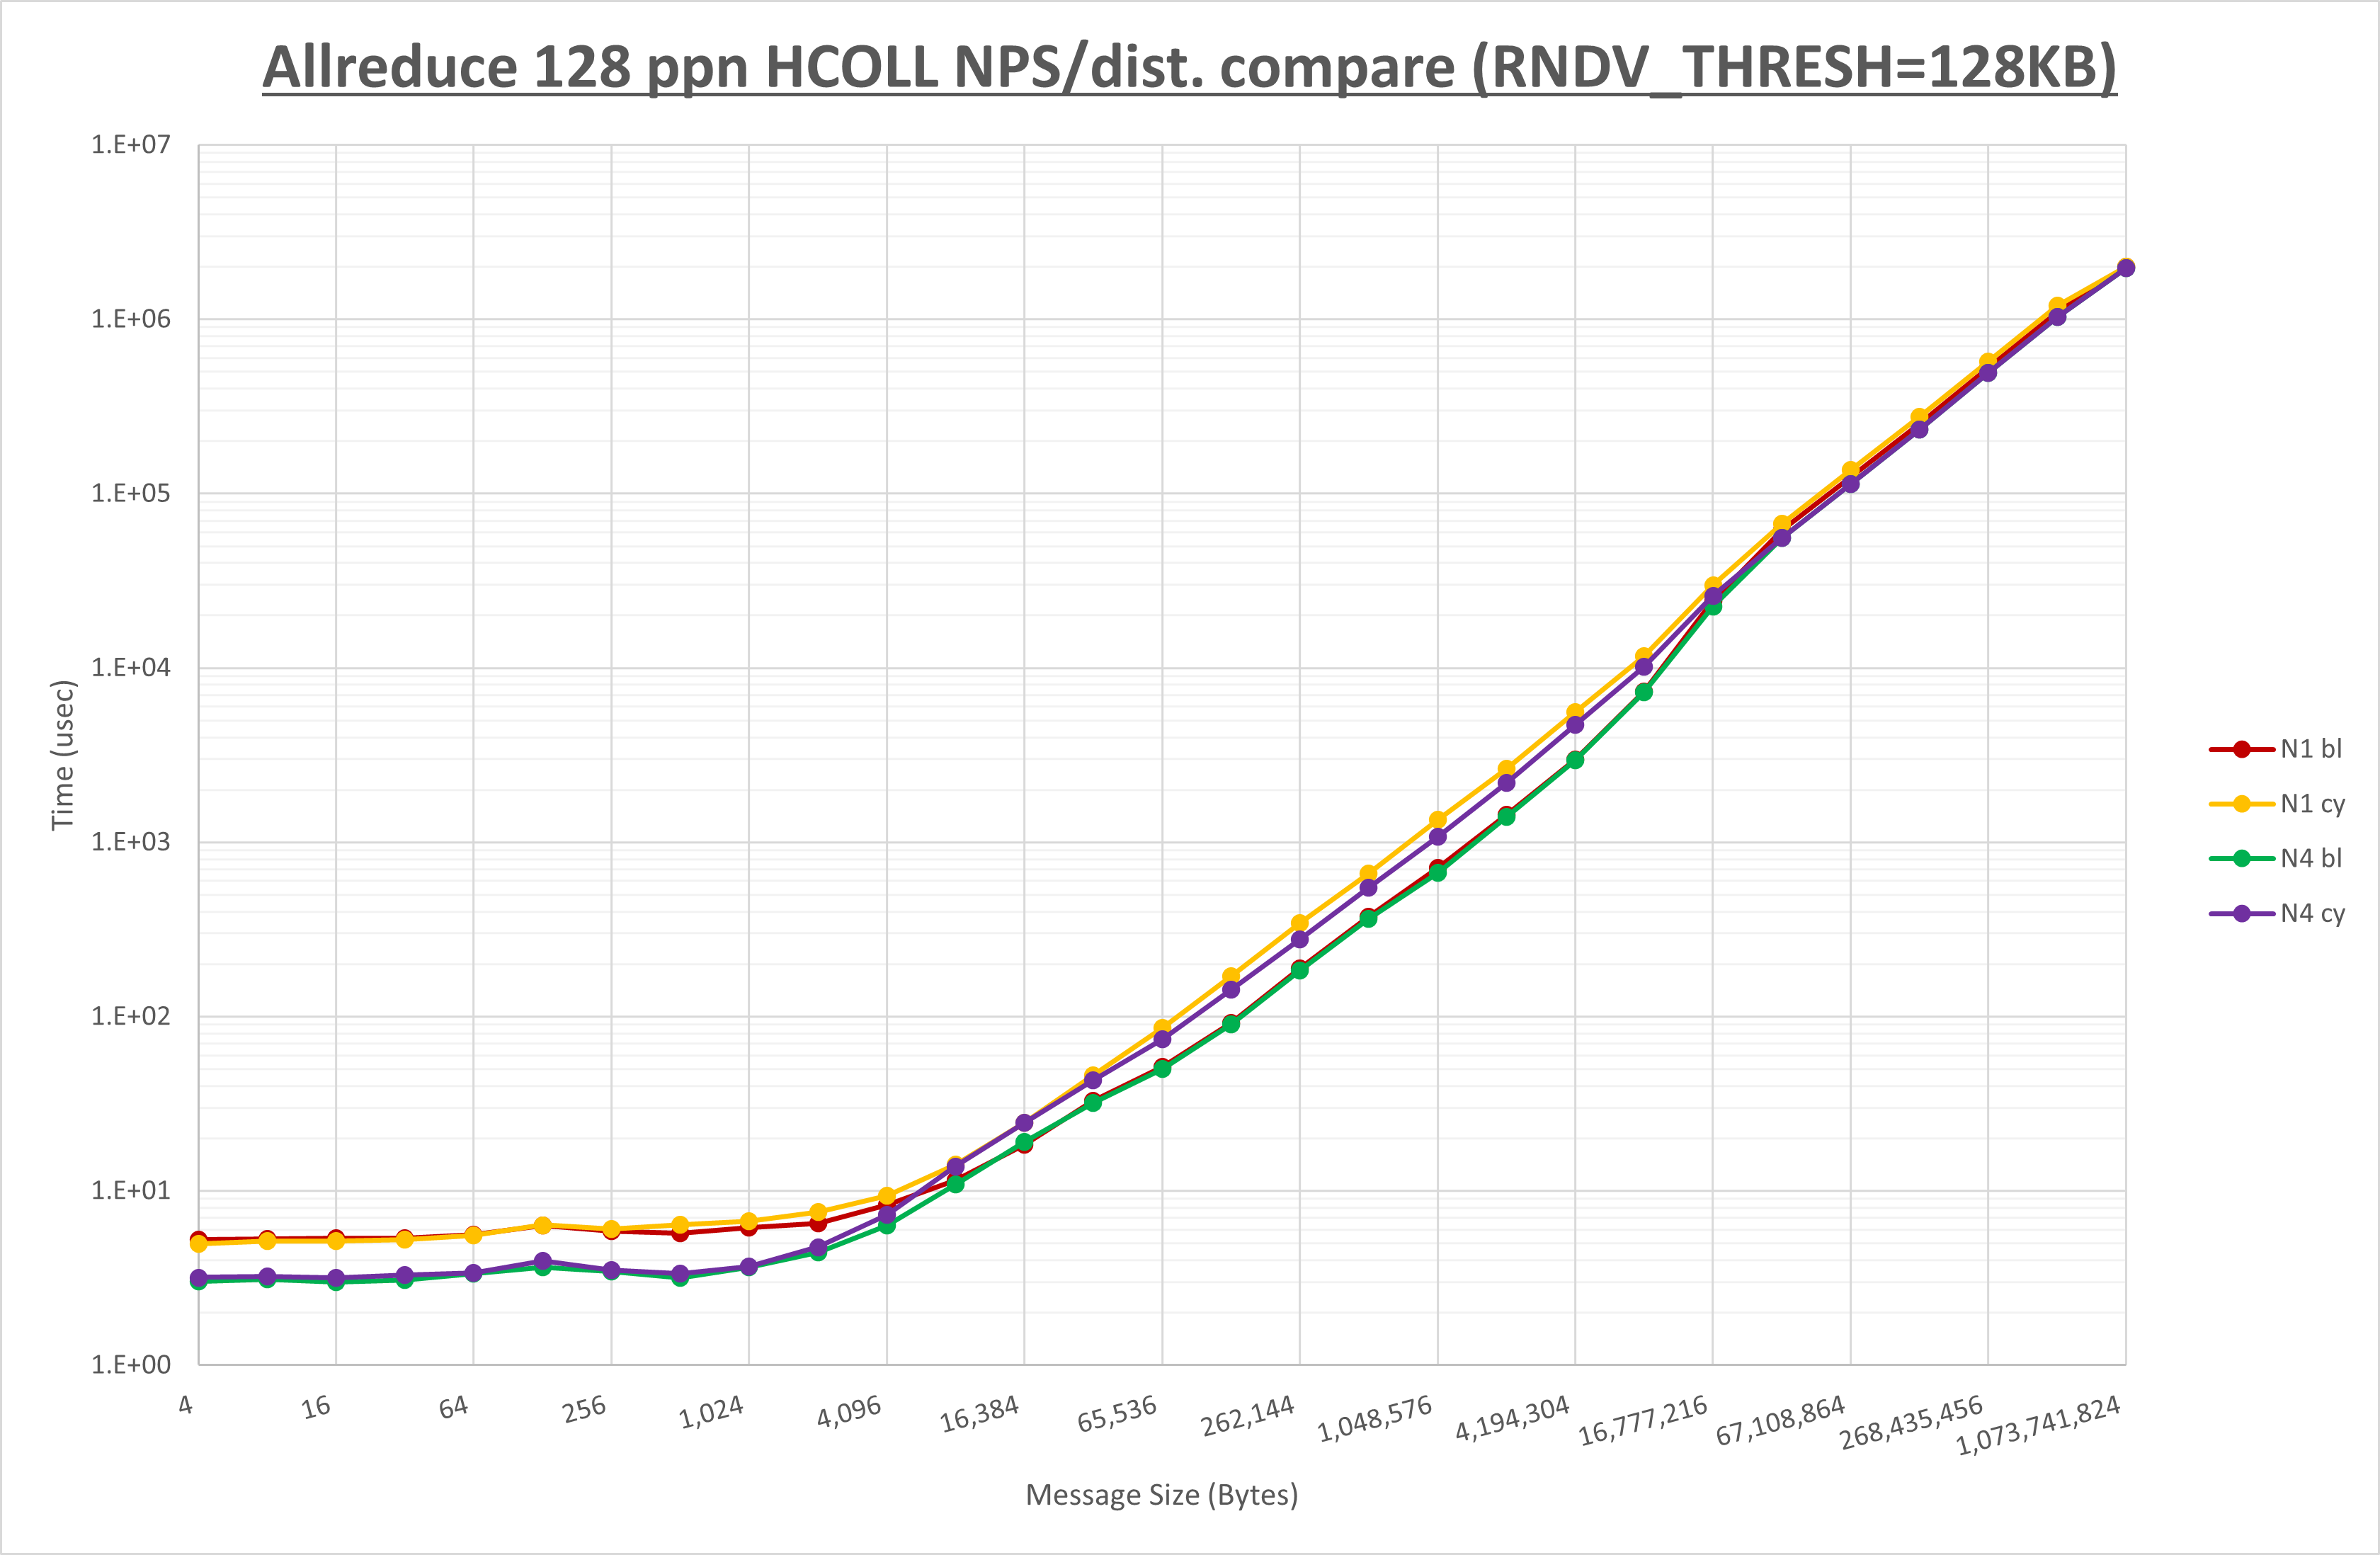 Allreduce 128 ppn HCOLL NPS/dist. compare (RNDV_THRESH=128KB)
1.E+07
1.E+06
1.E+05
1.E+04
1.E+03
1.E+02
1.E+01
1.E+00
Time (usec)
N1 bl
N1 cy
N4 bl
N4 cy
4 16 64 256 1,024 4,096 16,384 65,536 262,144 1,048,576 4,194,304 16,777,216 67,108,864 268,435,456 1,073,741,824
Message Size (Bytes)